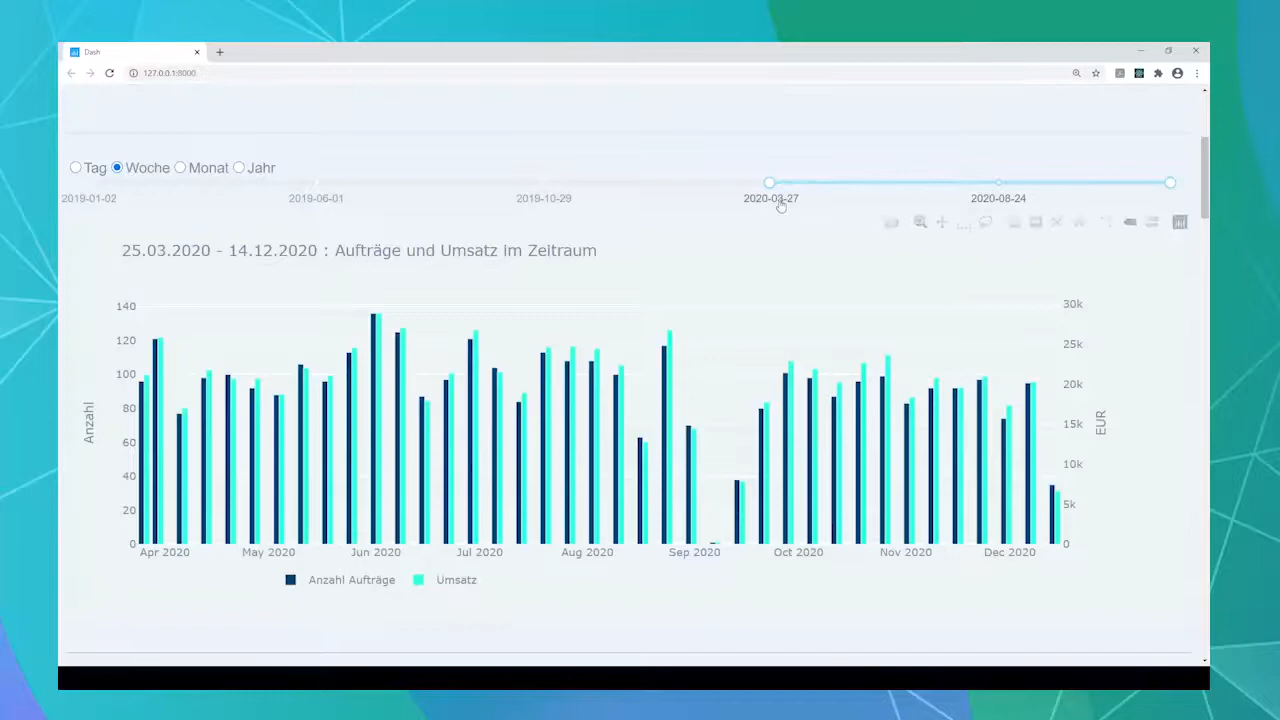 Dash
127.0.0.1:8000
Tag Woche Monat Jahr
2019-01-02 2019-06-01 2019-10-29 2020-03-27 2020-08-24
25.03.2020 - 14.12.2020 : Aufträge und Umsatz im Zeitraum
140 30k
120 25k
100 20k
80 15k
60 10k
40 5k
20
0 0
Anzahl
EUR
Apr 2020 May 2020 Jun 2020 Jul 2020 Aug 2020 Sep 2020 Oct 2020 Nov 2020 Dec 2020
Anzahl Aufträge Umsatz